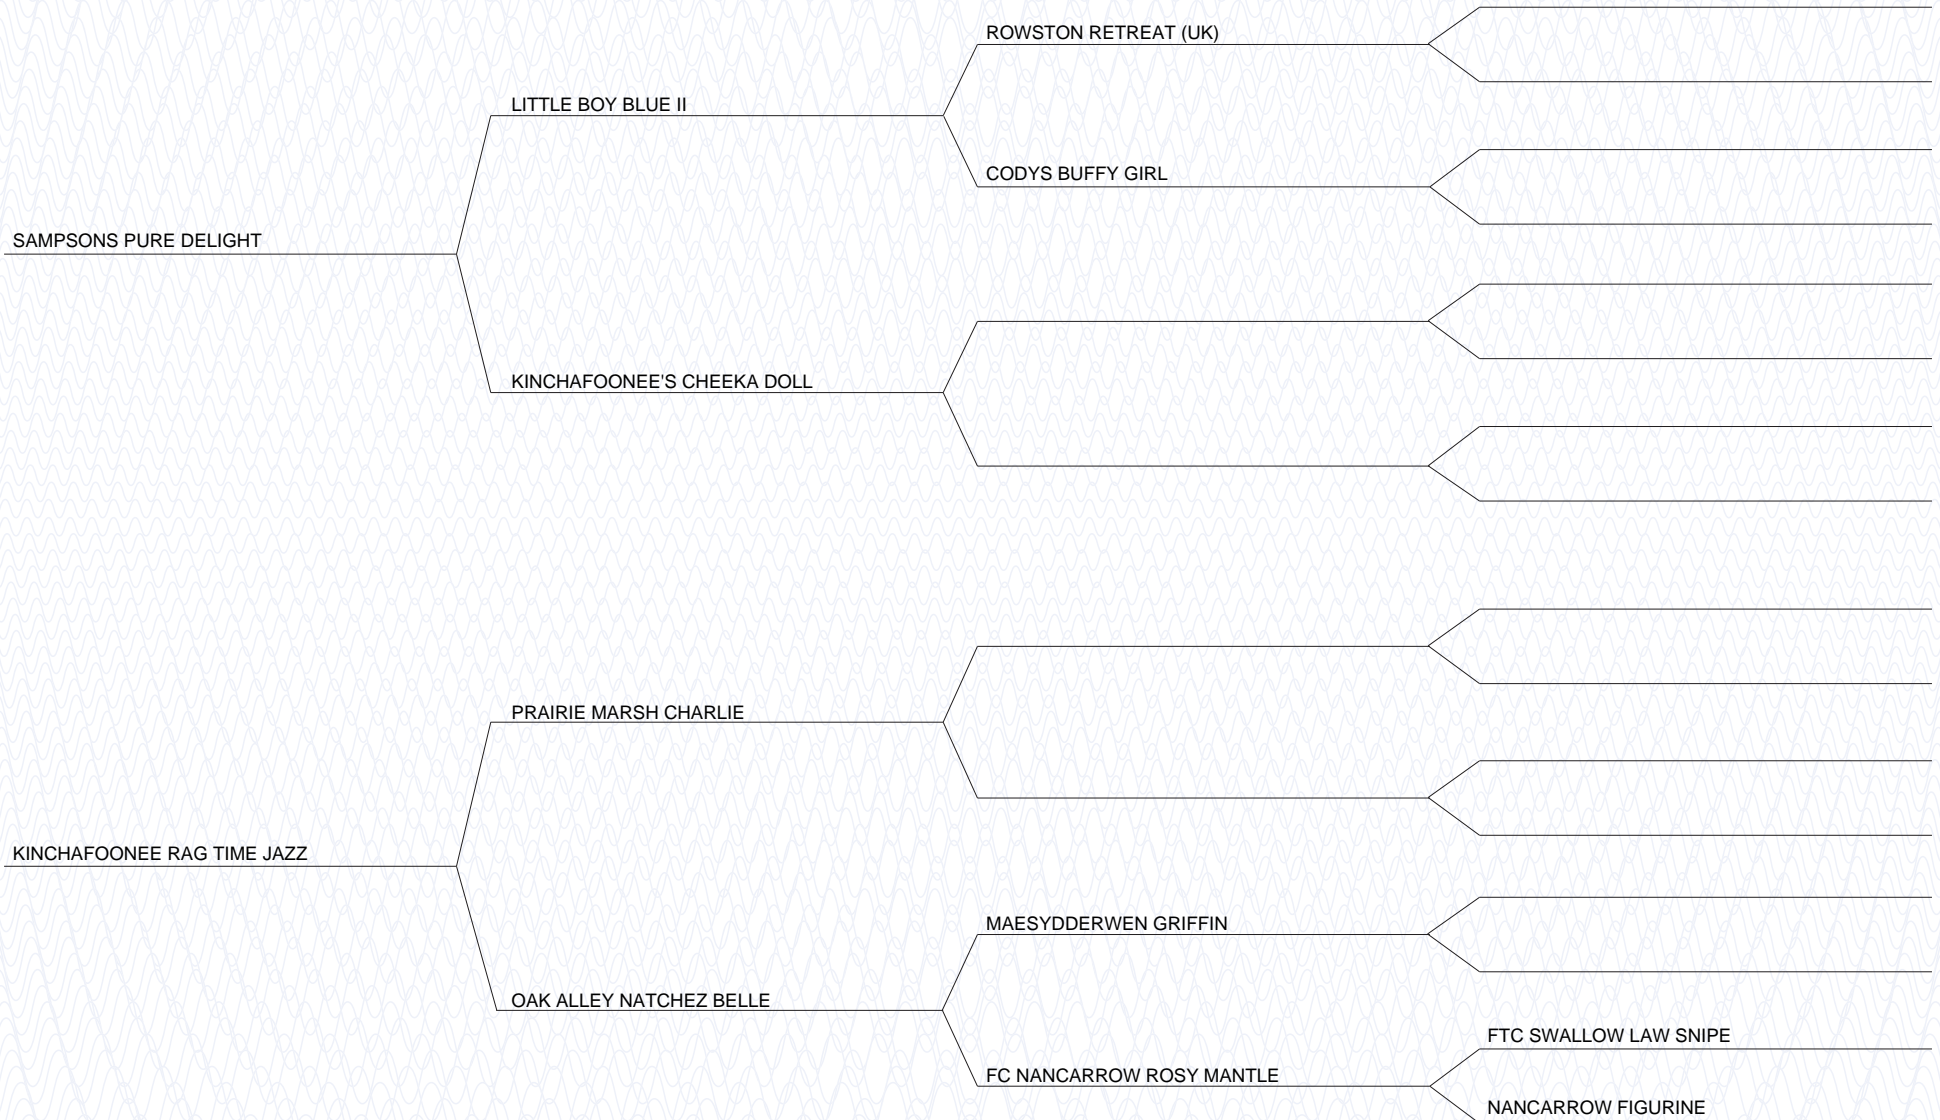 ROWSTON RETREAT (UK)
LITTLE BOY BLUE II
CODYS BUFFY GIRL
SAMPSONS PURE DELIGHT
KINCHAFOONEE'S CHEEKA DOLL
PRAIRIE MARSH CHARLIE
KINCHAFOONEE RAG TIME JAZZ
MAESYDDERWEN GRIFFIN
OAK ALLEY NATCHEZ BELLE
FTC SWALLOW LAW SNIPE
FC NANCARROW ROSY MANTLE
NANCARROW FIGURINE